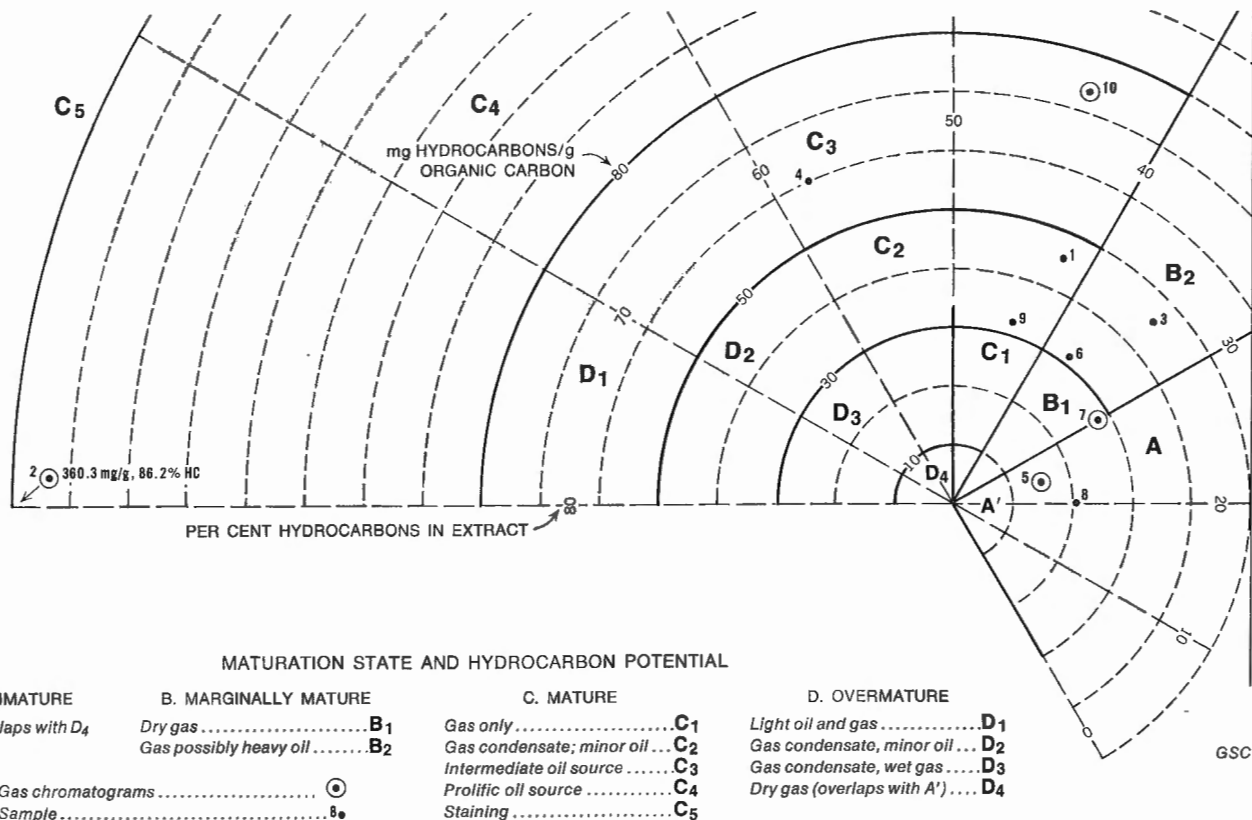 C5
C4
mg HYDROCARBONS/g
ORGANIC CARBON
80
C3
4
60
50
10
40
C2
1
B2
3
50
70
D2
D1
9
C1
6
30
30
D3
B1
7
A
2 360.3 mg/g, 86.2% HC
10
D4
5
A'
8
20
PER CENT HYDROCARBONS IN EXTRACT
80
10
0
GSC
MATURATION STATE AND HYDROCARBON POTENTIAL
MATURE B. MARGINALLY MATURE C. MATURE D. OVERMATURE
laps with D4 Dry gas ..................... B1 Gas only ..................... C1 Light oil and gas ............ D1
Gas possibly heavy oil ....... B2 Gas condensate; minor oil ... C2 Gas condensate, minor oil ... D2
Intermediate oil source ...... C3 Gas condensate, wet gas ..... D3
Gas chromatograms ..................... Prolific oil source .......... C4 Dry gas (overlaps with A') .... D4
Sample ..................... 8 Staining ..................... C5